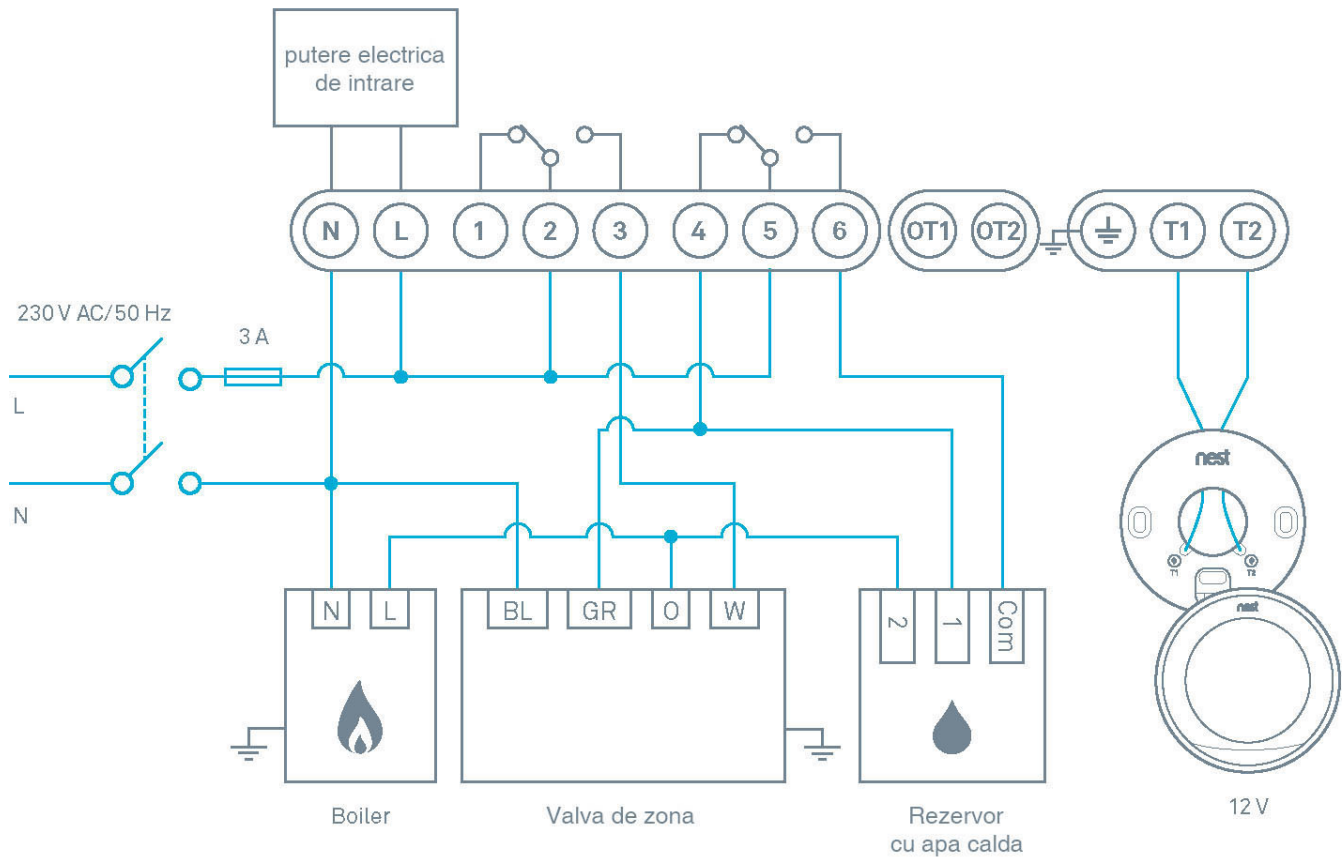 putere electrica
de intrare
N L 1 2 3 4 5 6 OT1 OT2 T1 T2
230 V AC/50 Hz
3 A
L
N
nest
T1 T2
N L BL GR O W 2 1 Com
nest
Boiler
Valva de zona
Rezervor
cu apa calda
12 V